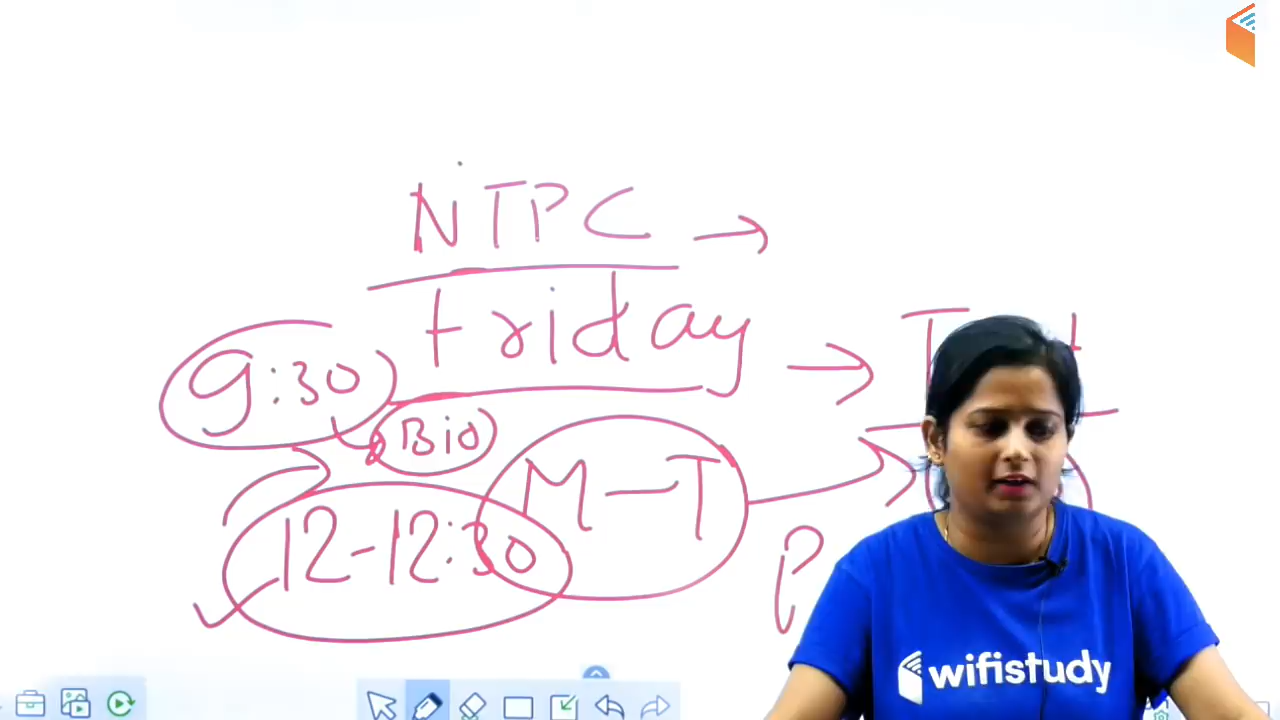 NTPC →
Friday →
9:30
Bio
12-12:30
M-T
P
wifistudy